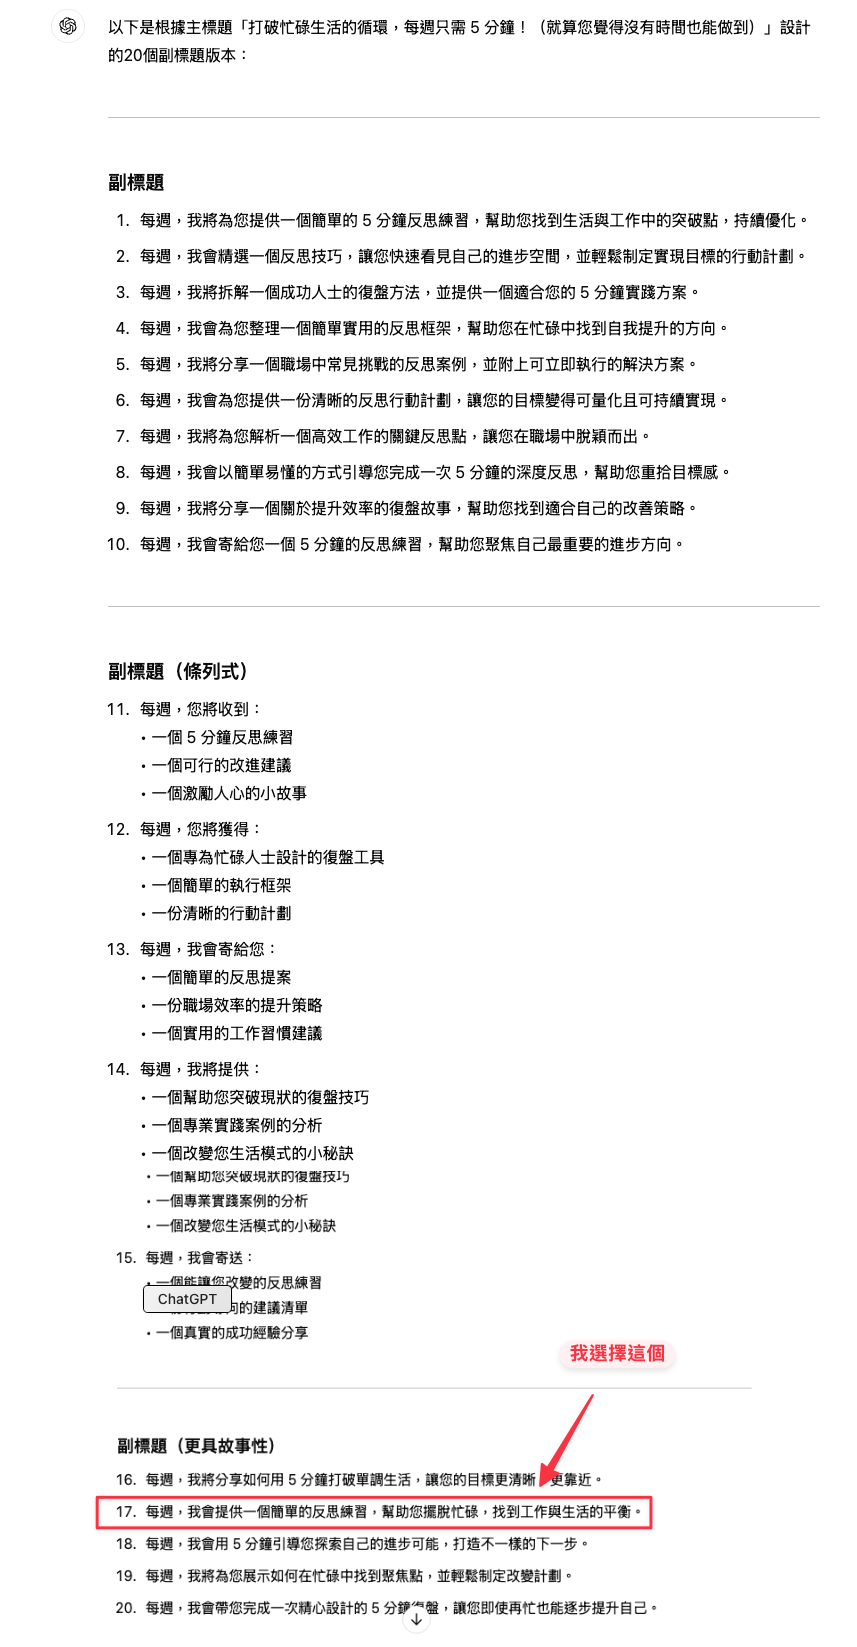 以下是根據主標題「打破忙碌生活的循環，每週只需 5 分鐘！（就算您覺得沒有時間也能做到）」設計
的20個副標題版本：
副標題
1. 每週，我將為您提供一個簡單的 5 分鐘反思練習，幫助您找到生活與工作中的突破點，持續優化。
2. 每週，我會精選一個反思技巧，讓您快速看見自己的進步空間，並輕鬆制定實現目標的行動計劃。
3. 每週，我將拆解一個成功人士的復盤方法，並提供一個適合您的 5 分鐘實踐方案。
4. 每週，我會為您整理一個簡單實用的反思框架，幫助您在忙碌中找到自我提升的方向。
5. 每週，我將分享一個職場中常見挑戰的反思案例，並附上可立即執行的解決方案。
6. 每週，我會為您提供一份清晰的反思行動計劃，讓您的目標變得可量化且可持續實現。
7. 每週，我將為您解析一個高效工作的關鍵反思點，讓您在職場中脫穎而出。
8. 每週，我會以簡單易懂的方式引導您完成一次 5 分鐘的深度反思，幫助您重拾目標感。
9. 每週，我將分享一個關於提升效率的復盤故事，幫助您找到適合自己的改善策略。
10. 每週，我會寄給您一個 5 分鐘的反思練習，幫助您聚焦自己最重要的進步方向。
副標題（條列式）
11. 每週，您將收到：
• 一個 5 分鐘反思練習
• 一個可行的改進建議
• 一個激勵人心的小故事
12. 每週，您將獲得：
• 一個專為忙碌人士設計的復盤工具
• 一個簡單的執行框架
• 一份清晰的行動計劃
13. 每週，我會寄給您：
• 一個簡單的反思提案
• 一份職場效率的提升策略
• 一個實用的工作習慣建議
14. 每週，我將提供：
• 一個幫助您突破現狀的復盤技巧
• 一個專業實踐案例的分析
• 一個改變您生活模式的小秘訣
• 一個幫助您突破現狀的復盤技巧
• 一個專業實踐案例的分析
• 一個改變您生活模式的小秘訣
15. 每週，我會寄送：
• 一個能讓您改變的反思練習
ChatGPT
向的建議清單
• 一個真實的成功經驗分享
我選擇這個
副標題（更具故事性）
16. 每週，我將分享如何用 5 分鐘打破單調生活，讓您的目標更清晰、更靠近。
17. 每週，我會提供一個簡單的反思練習，幫助您擺脫忙碌，找到工作與生活的平衡。
18. 每週，我會用 5 分鐘引導您探索自己的進步可能，打造不一樣的下一步。
19. 每週，我將為您展示如何在忙碌中找到聚焦點，並輕鬆制定改變計劃。
20. 每週，我會帶您完成一次精心設計的 5 分鐘復盤，讓您即使再忙也能逐步提升自己。